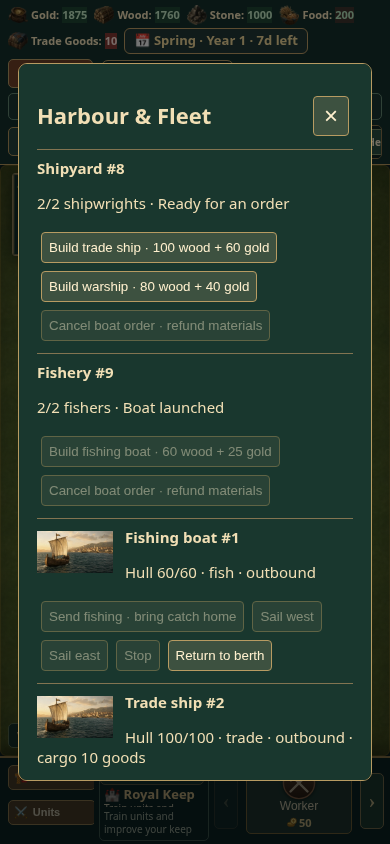 Gold: 1875 Wood: 1760 Stone: 1000 Food: 200
Trade Goods: 10 Spring · Year 1 · 7d left
Harbour & Fleet
×
Shipyard #8
2/2 shipwrights · Ready for an order
Build trade ship · 100 wood + 60 gold
Build warship · 80 wood + 40 gold
Cancel boat order · refund materials
Fishery #9
2/2 fishers · Boat launched
Build fishing boat · 60 wood + 25 gold
Cancel boat order · refund materials
Fishing boat #1
Hull 60/60 · fish · outbound
Send fishing · bring catch home Sail west
Sail east Stop Return to berth
Trade ship #2
Hull 100/100 · trade · outbound ·
cargo 10 goods
Royal Keep
Train units and
Units
Train units and
improve your keep
‹
Worker
50
›